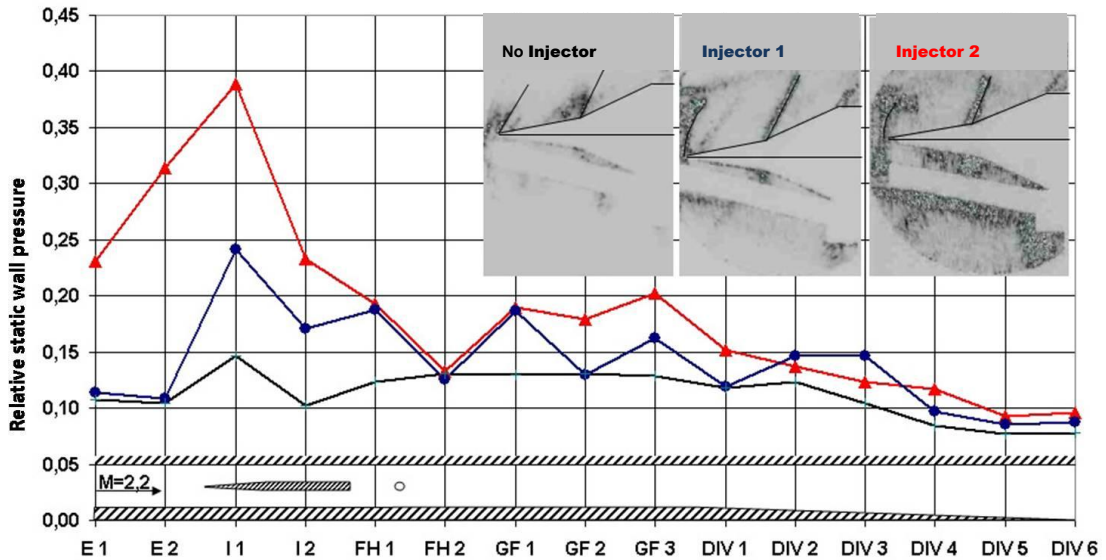 0,45
No Injector
Injector 1
Injector 2
0,40
0,35
0,30
0,25
0,20
0,15
0,10
0,05
0,00
Relative static wall pressure
M=2,2
E 1 E 2 I 1 I 2 FH 1 FH 2 GF 1 GF 2 GF 3 DIV 1 DIV 2 DIV 3 DIV 4 DIV 5 DIV 6